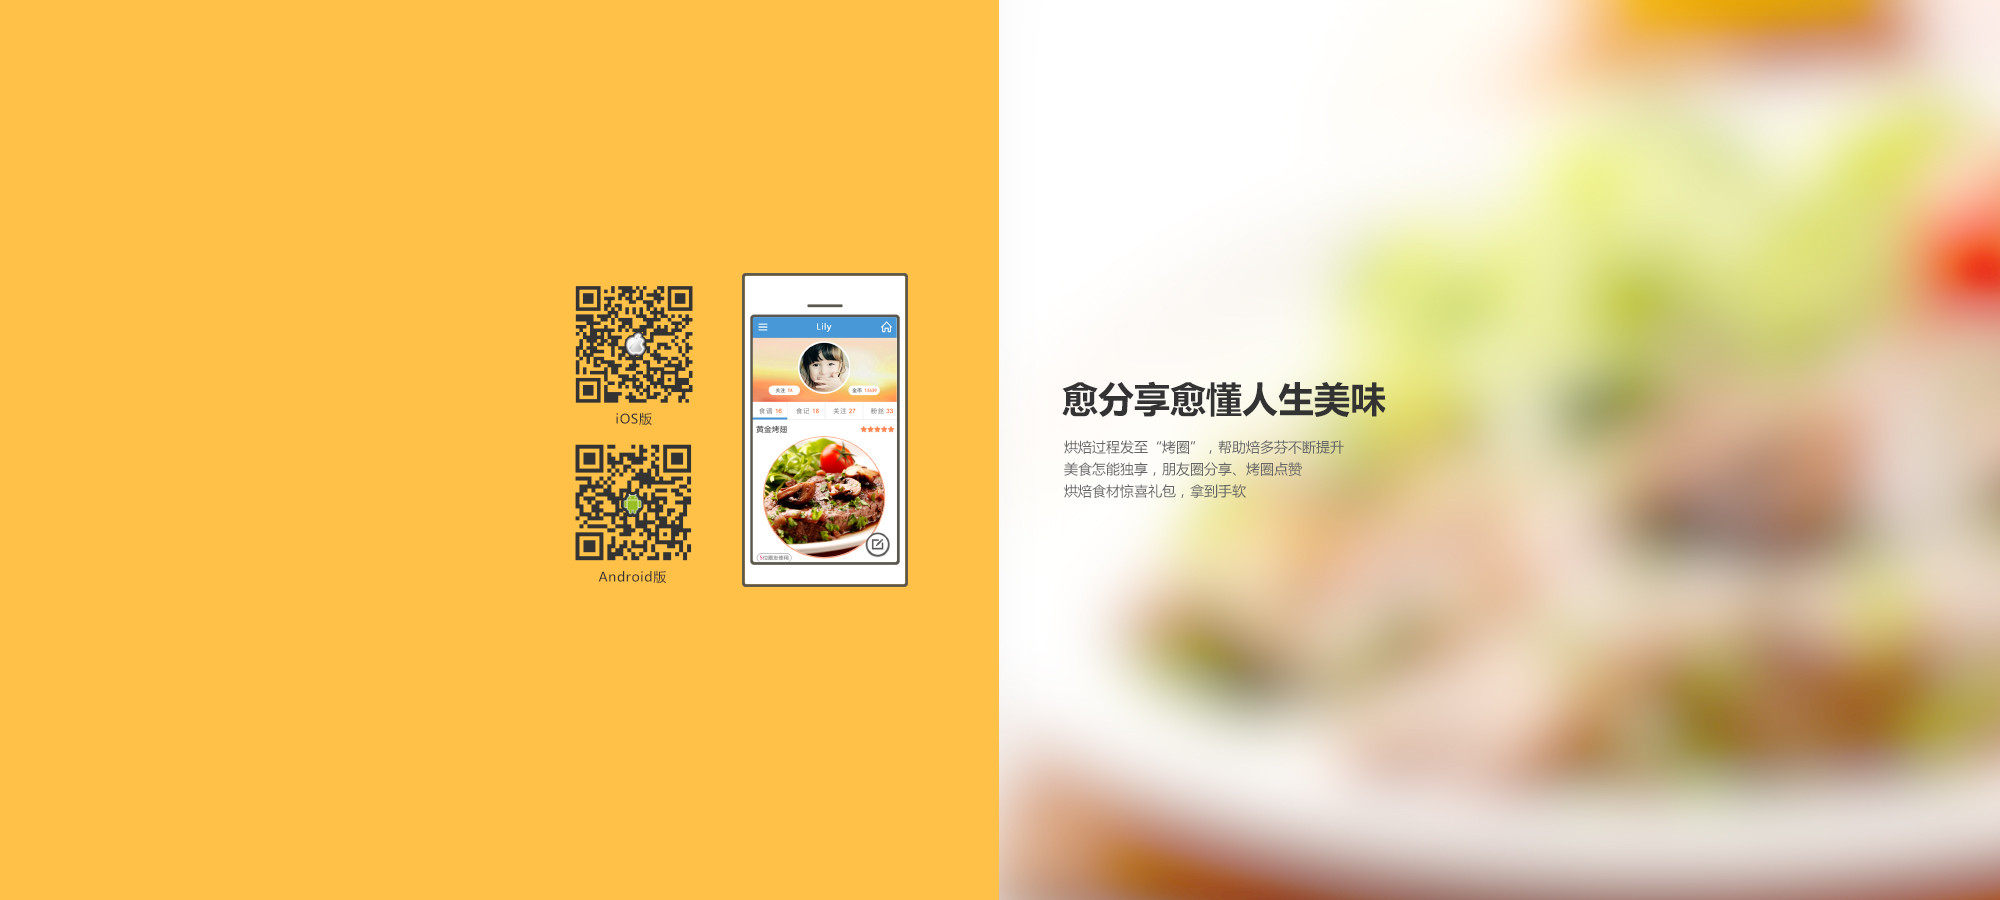 iOS版
Android版
Lily
关注
金币
食谱 16
食记 18
关注 27
粉丝 33
黄金烤翅
愈分享愈懂人生美味
烘焙过程发至“烤圈”，帮助焙多芬不断提升
美食怎能独享，朋友圈分享、烤圈点赞
烘焙食材惊喜礼包，拿到手软